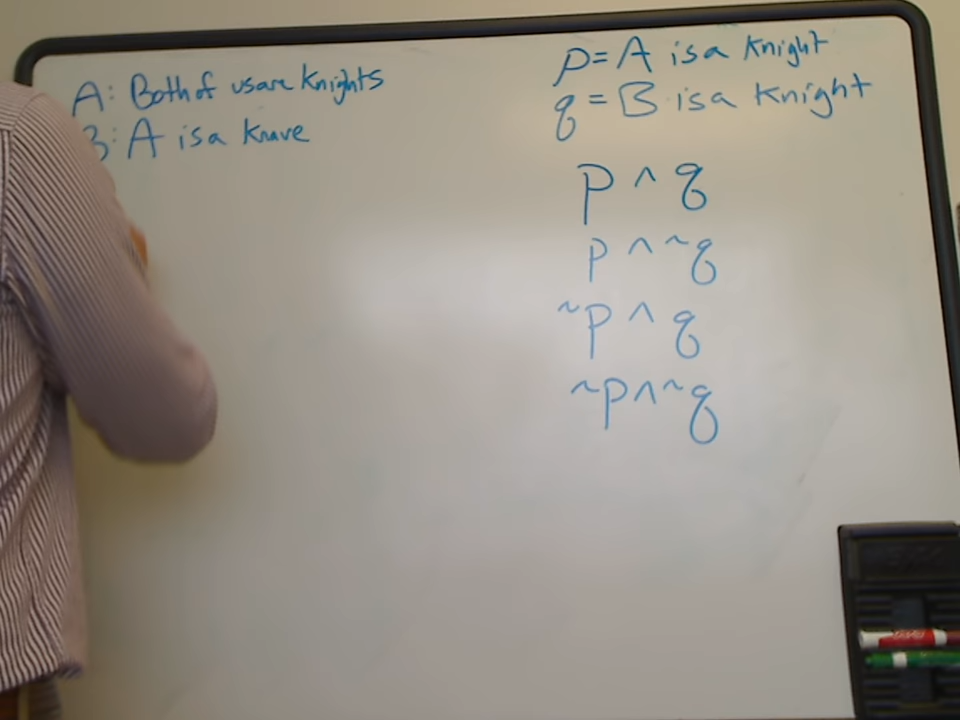 A: Both of us are Knights
B: A is a Knave
p = A is a Knight
q = B is a Knight
p ^ q
p ^ ~q
~p ^ q
~p ^ ~q